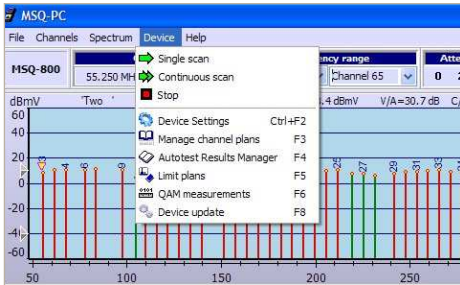 MSQ-PC
File Channels Spectrum Device Help
MSQ-800
55.250 MH
ency range
Channel 65
Atte
0
dBmV
'Two '
.4 dBmV
V/A=30.7 dB
Single scan
Continuous scan
Stop
Device Settings Ctrl+F2
Manage channel plans F3
Autotest Results Manager F4
Limit plans F5
QAM measurements F6
Device update F8
60
40
20
0
-20
-40
-60
3 4 6 8 9 25 27 29 31 33
50 100 150 200 250